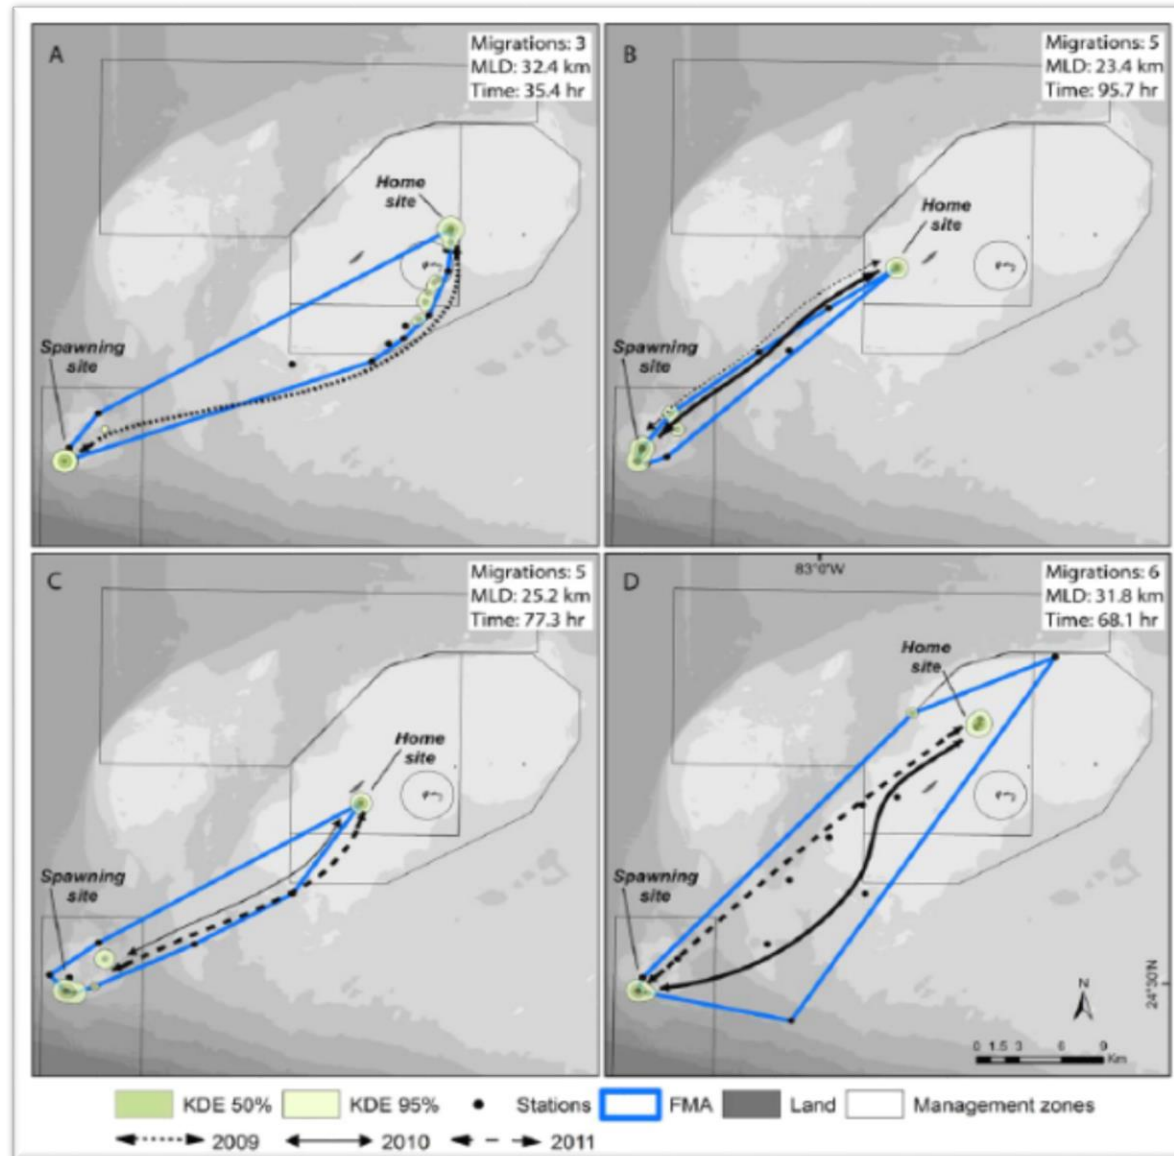 A
Migrations: 3
MLD: 32.4 km
Time: 35.4 hr
Home
site
Spawning
site
B
Migrations: 5
MLD: 23.4 km
Time: 95.7 hr
Home
site
Spawning
site
C
Migrations: 5
MLD: 25.2 km
Time: 77.3 hr
Home
site
Spawning
site
83°0'W
D
Migrations: 6
MLD: 31.8 km
Time: 68.1 hr
Home
site
Spawning
site
24°30'N
N
0 1.5 3 6 9
Km
KDE 50% KDE 95% Stations FMA Land Management zones
2009 2010 2011